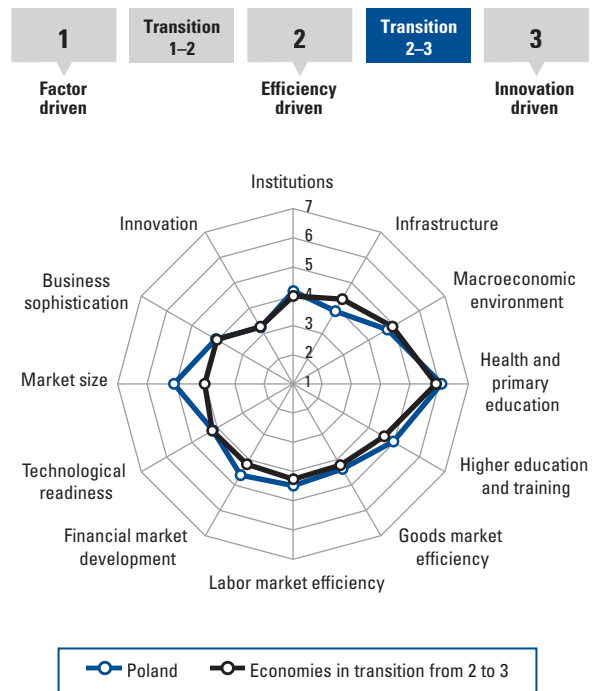 1
Transition
1–2
2
Transition
2–3
3
Factor
driven
Efficiency
driven
Innovation
driven
Institutions
7
6
5
4
3
2
1
Infrastructure
Macroeconomic
environment
Health and
primary
education
Higher education
and training
Goods market
efficiency
Labor market efficiency
Financial market
development
Technological
readiness
Market size
Business
sophistication
Innovation
Poland
Economies in transition from 2 to 3